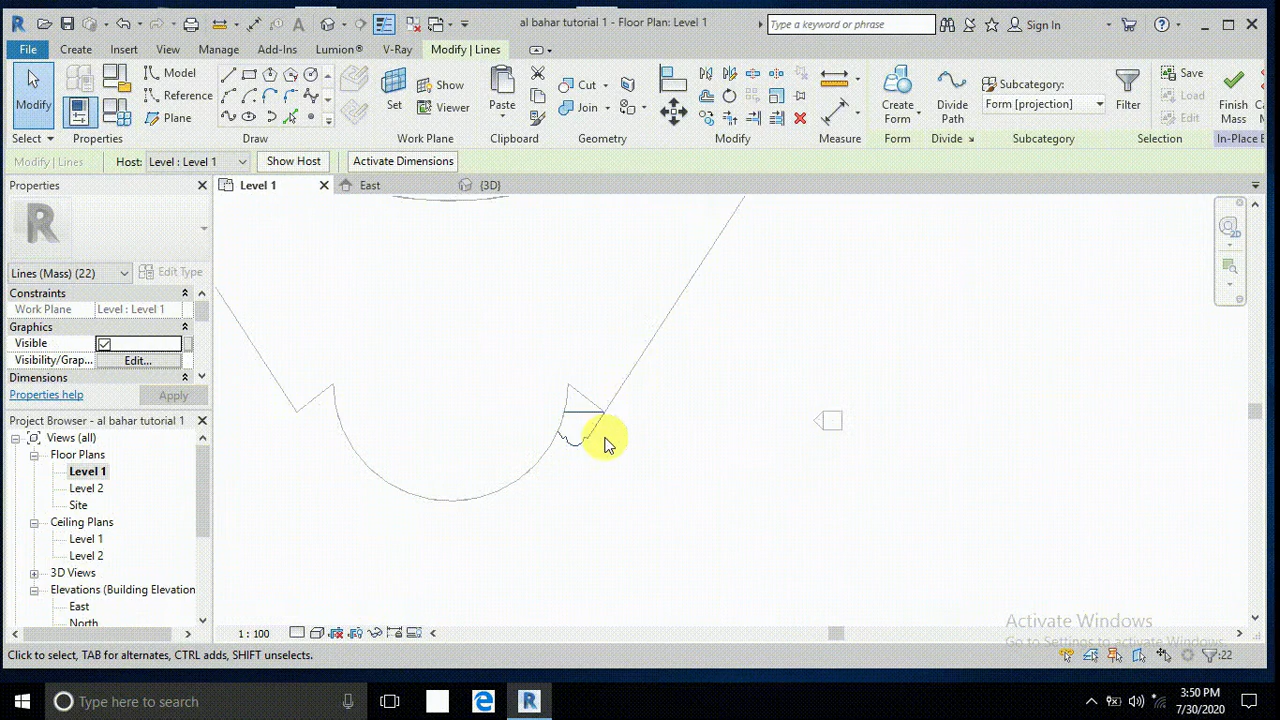 al bahar tutorial 1 - Floor Plan: Level 1
Type a keyword or phrase
Sign In
File
Create
Insert
View
Manage
Add-Ins
Lumion®
V-Ray
Modify | Lines
Modify
Select
Properties
Model
Reference
Plane
Draw
Set
Show
Viewer
Work Plane
Paste
Clipboard
Cut
Join
Geometry
Modify
Measure
Create
Form
Form
Divide
Path
Divide
Subcategory:
Form [projection]
Subcategory
Save
Load
Edit
Selection
Finish
Mass
In-Place
Modify | Lines
Host: Level : Level 1
Show Host
Activate Dimensions
Properties
Level 1
East
{3D}
R
Lines (Mass) (22)
Edit Type
Constraints
Work Plane
Level : Level 1
Graphics
Visible
Visibility/Grap...
Edit...
Dimensions
Properties help
Apply
Project Browser - al bahar tutorial 1
Views (all)
Floor Plans
Level 1
Level 2
Site
Ceiling Plans
Level 1
Level 2
3D Views
Elevations (Building Elevation
East
North
2D
1 : 100
Activate Windows
Go to Settings to activate Windows.
Click to select, TAB for alternates, CTRL adds, SHIFT unselects.
:22
Type here to search
3:50 PM
7/30/2020